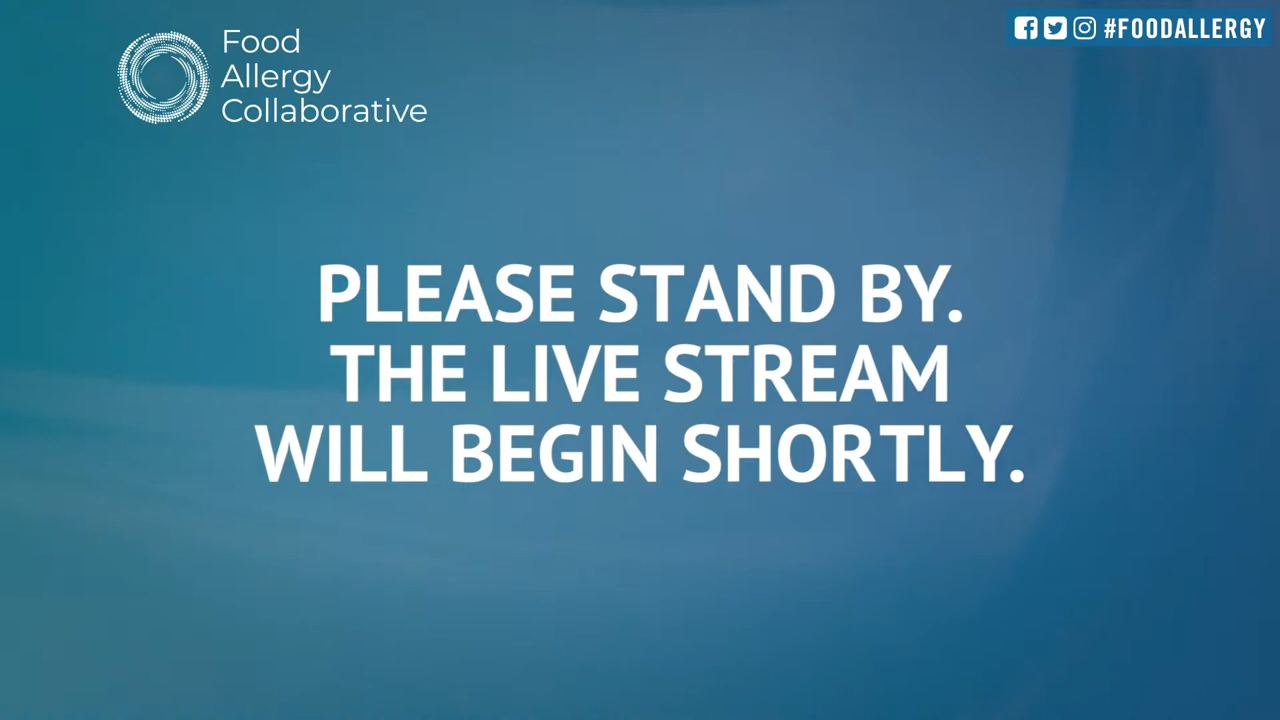 Food
Allergy
Collaborative
#FOODALLERGY
PLEASE STAND BY.
THE LIVE STREAM
WILL BEGIN SHORTLY.